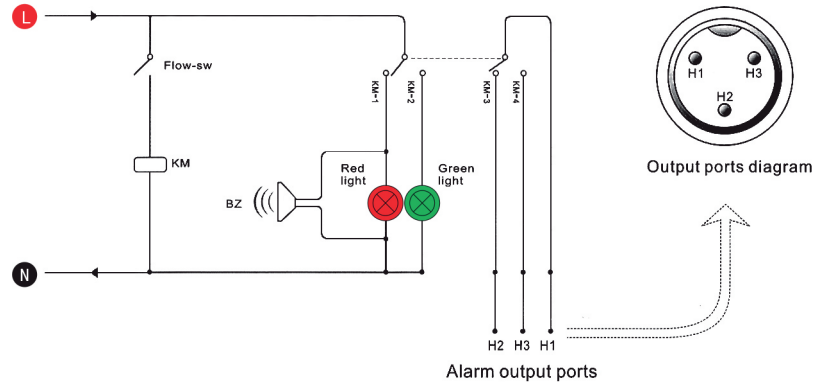 L
Flow-sw
KM=1
KM=2
KM=3
KM=4
H1
H3
H2
Output ports diagram
KM
BZ
Red
light
Green
light
N
H2 H3 H1
Alarm output ports